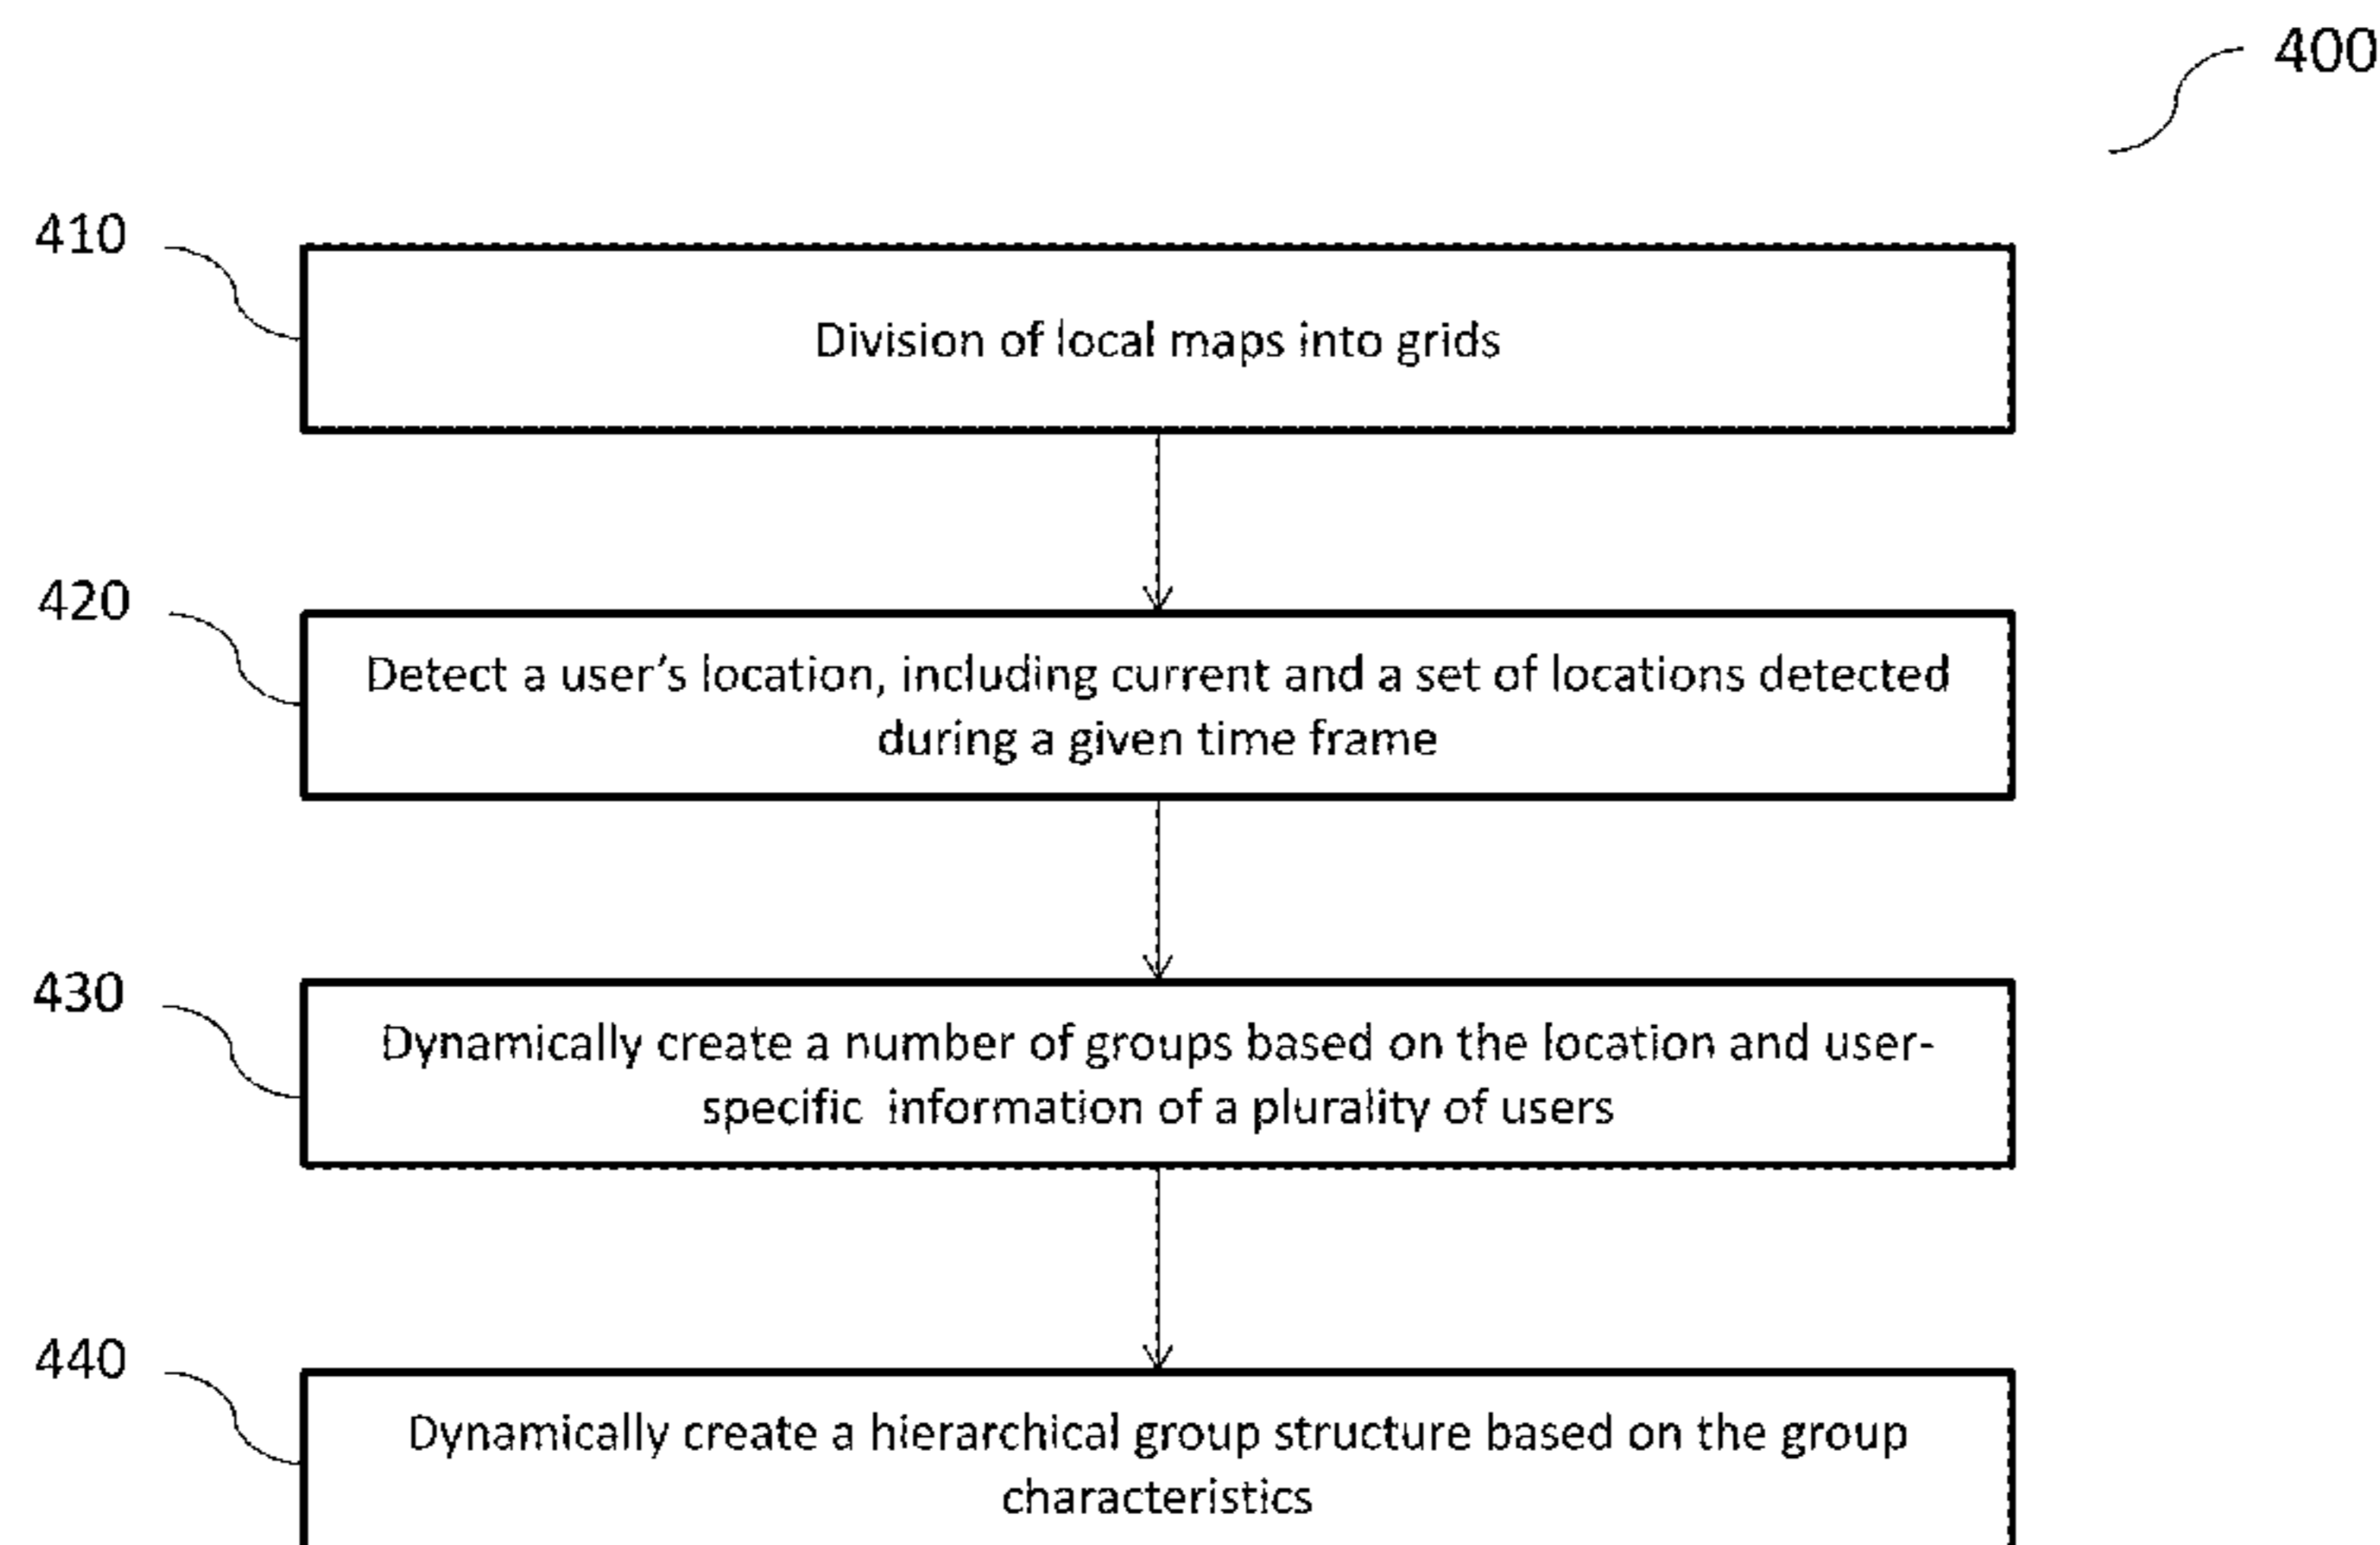 400
410
Division of local maps into grids
420
Detect a user's location, including current and a set of locations detected
during a given time frame
430
Dynamically create a number of groups based on the location and user-
specific information of a plurality of users
440
Dynamically create a hierarchical group structure based on the group
characteristics